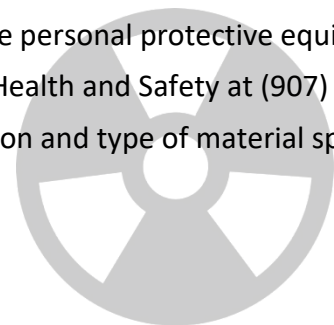 e personal protective equi
Health and Safety at (907)
on and type of material sp